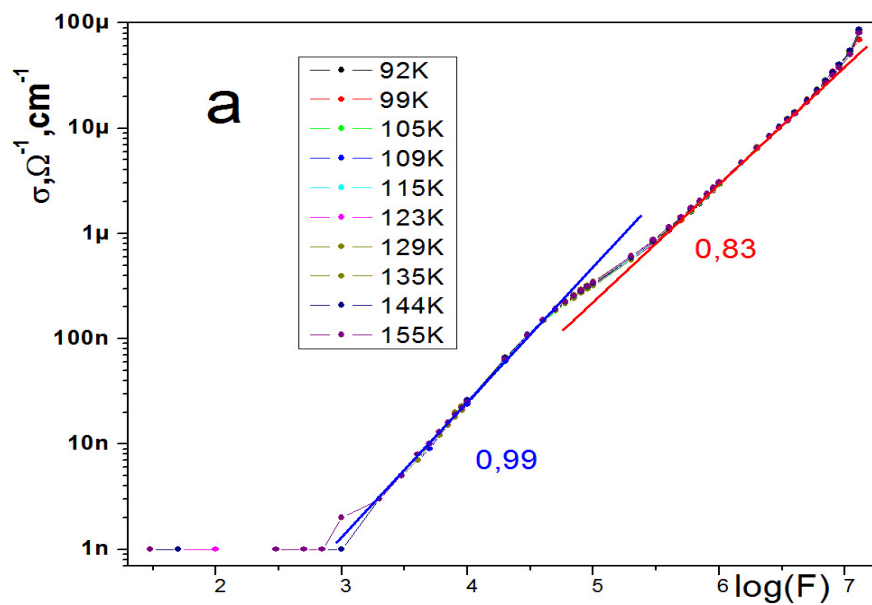 100µ
10µ
1µ
100n
10n
1n
σ,Ω⁻¹,cm⁻¹
a
92K
99K
105K
109K
115K
123K
129K
135K
144K
155K
0,83
0,99
2
3
4
5
6
7
log(F)